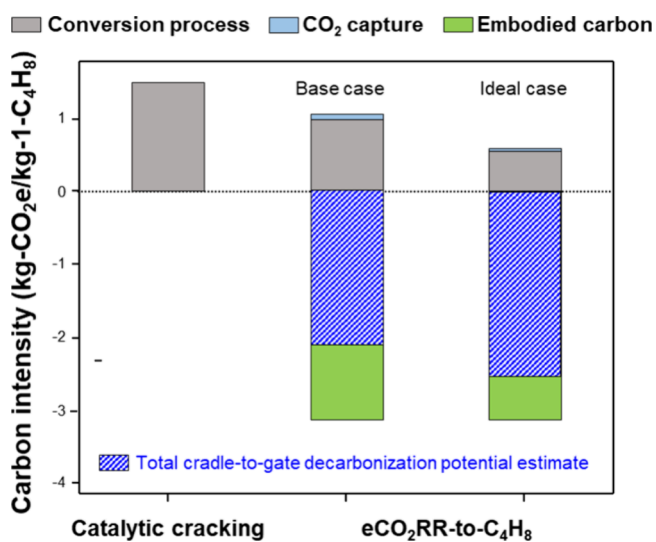 Conversion process CO₂ capture Embodied carbon
Carbon intensity (kg-CO₂e/kg-1-C₄H₈)
1
0
-1
-2
-3
-4
Base case Ideal case
Total cradle-to-gate decarbonization potential estimate
Catalytic cracking eCO₂RR-to-C₄H₈